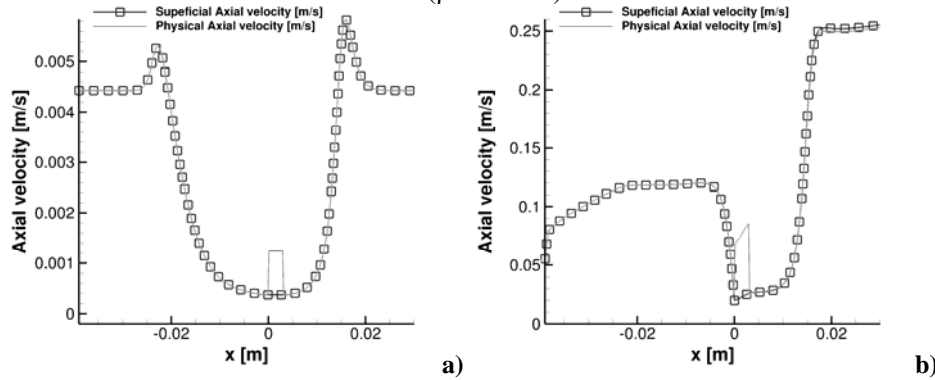 Supeficial Axial velocity [m/s]
Physical Axial velocity [m/s]
0.005
0.004
0.003
0.002
0.001
0
Axial velocity [m/s]
-0.02
0
0.02
x [m]
a)
Supeficial Axial velocity [m/s]
Physical Axial velocity [m/s]
0.25
0.20
0.15
0.10
0.05
0
Axial velocity [m/s]
-0.02
0
0.02
x [m]
b)